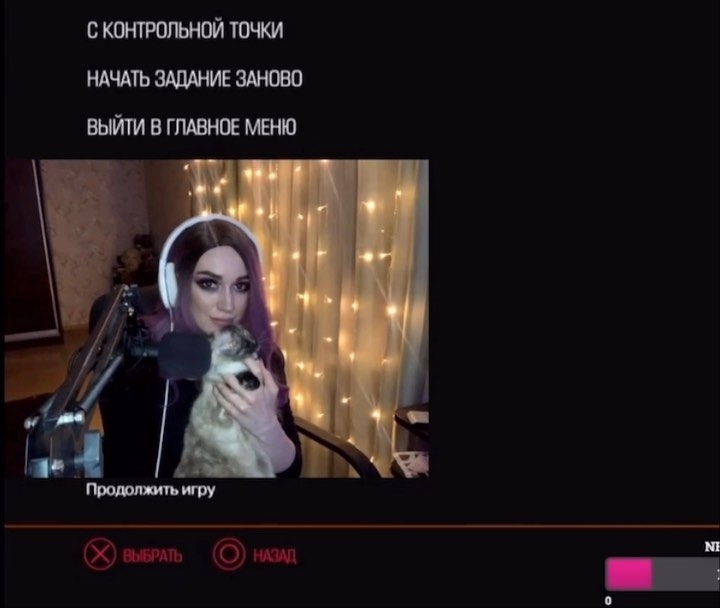 С КОНТРОЛЬНОЙ ТОЧКИ
НАЧАТЬ ЗАДАНИЕ ЗАНОВО
ВЫЙТИ В ГЛАВНОЕ МЕНЮ
Продолжить игру
ВЫБРАТЬ
НАЗАД
0